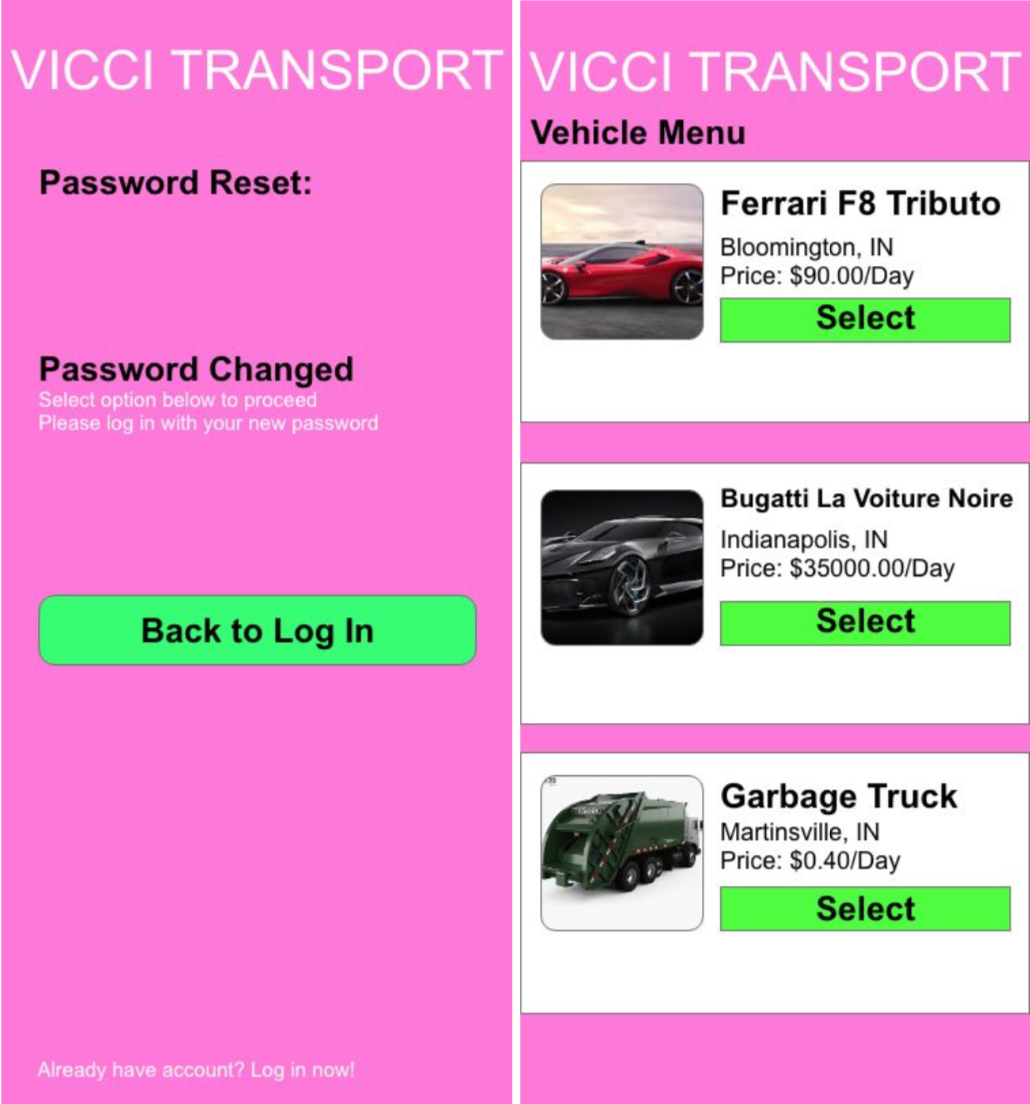 VICCI TRANSPORT
Password Reset:
Password Changed
Select option below to proceed
Please log in with your new password
Back to Log In
Already have account? Log in now!
VICCI TRANSPORT
Vehicle Menu
Ferrari F8 Tributo
Bloomington, IN
Price: $90.00/Day
Select
Bugatti La Voiture Noire
Indianapolis, IN
Price: $35000.00/Day
Select
Garbage Truck
Martinsville, IN
Price: $0.40/Day
Select